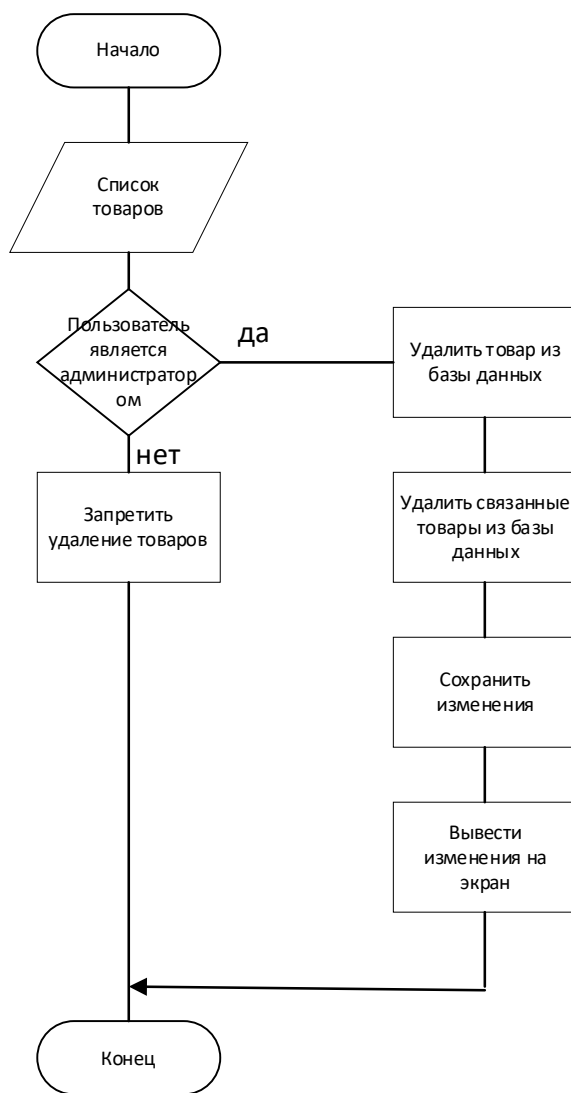 Начало
Список
товаров
Пользователь
является
администратор
ом
да
нет
Запретить
удаление товаров
Удалить товар из
базы данных
Удалить связанные
товары из базы
данных
Сохранить
изменения
Вывести
изменения на
экран
Конец